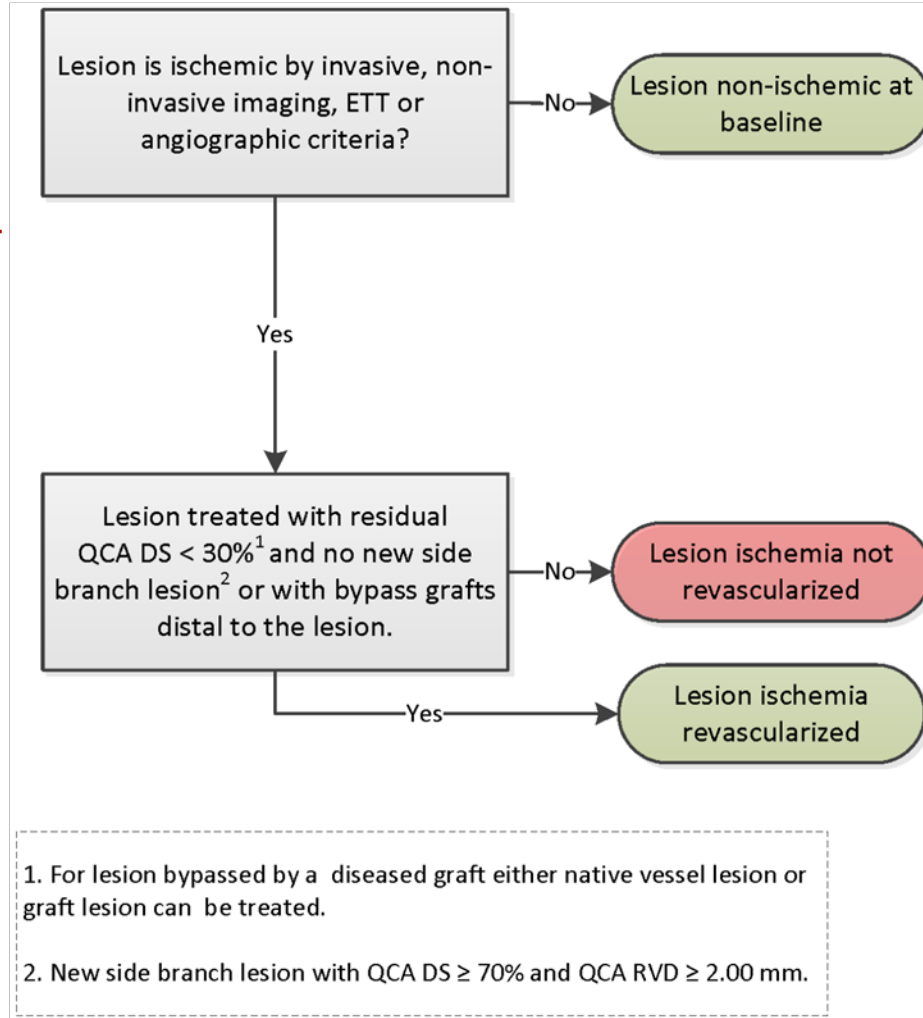 Lesion is ischemic by invasive, non-
invasive imaging, ETT or
angiographic criteria?
No
Lesion non-ischemic at
baseline
Yes
Lesion treated with residual
QCA DS < 30%¹ and no new side
branch lesion² or with bypass grafts
distal to the lesion.
No
Lesion ischemia not
revascularized
Yes
Lesion ischemia
revascularized
1. For lesion bypassed by a diseased graft either native vessel lesion or
graft lesion can be treated.
2. New side branch lesion with QCA DS ≥ 70% and QCA RVD ≥ 2.00 mm.